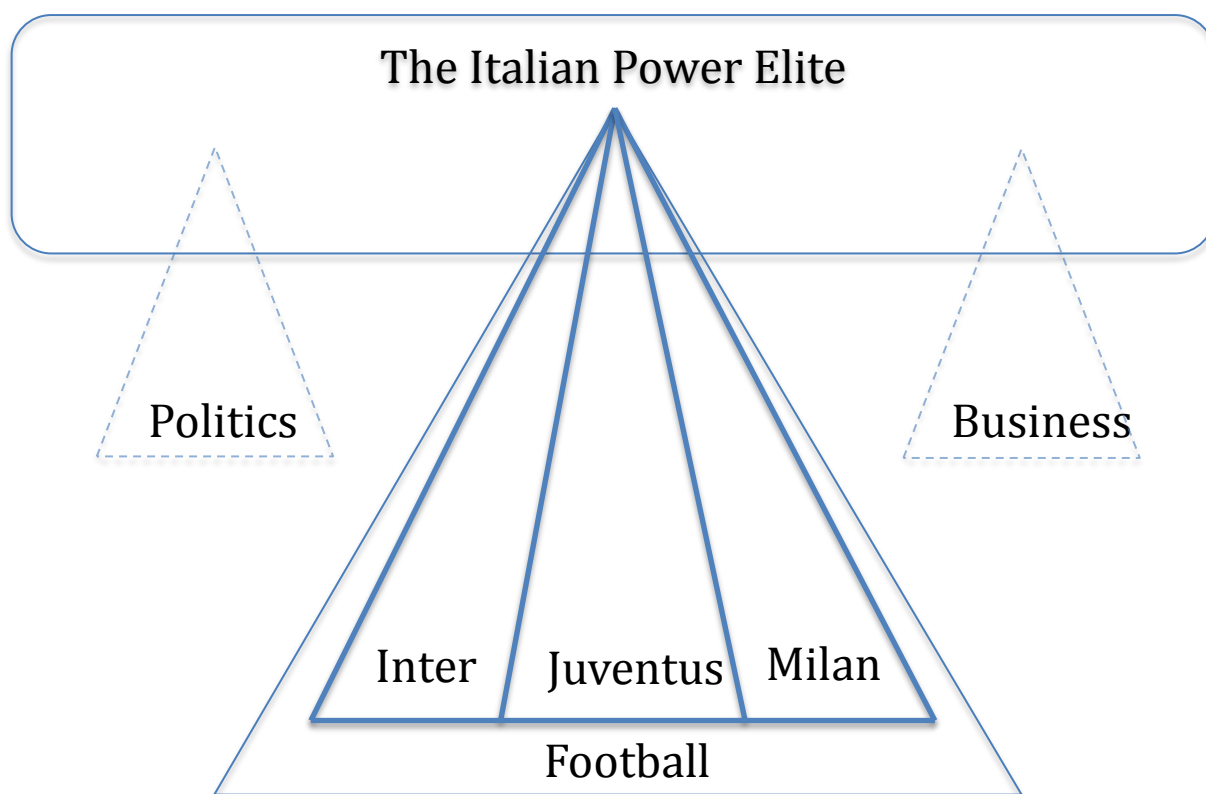 The Italian Power Elite
Politics
Business
Inter
Juventus
Milan
Football